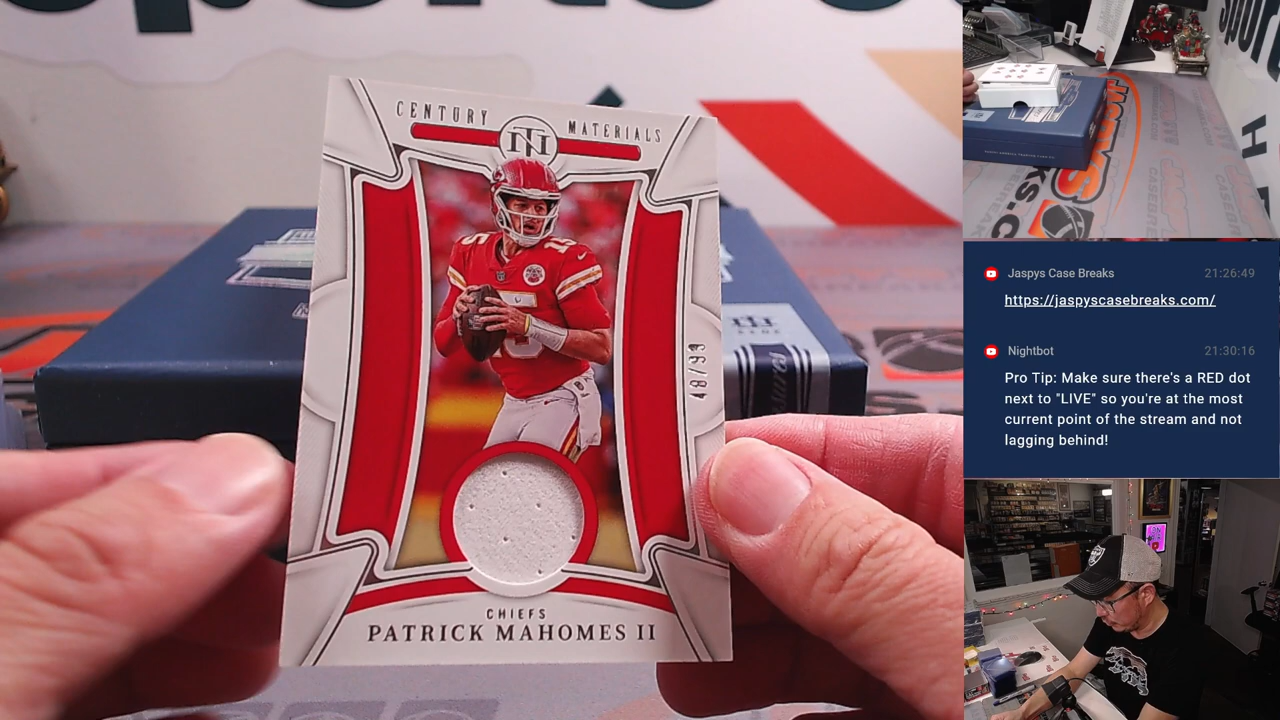 CENTURY MATERIALS
15
48/99
CHIEFS
PATRICK MAHOMES II
Jaspys Case Breaks 21:26:49
https://jaspyscasebreaks.com/
Nightbot 21:30:16
Pro Tip: Make sure there's a RED dot
next to "LIVE" so you're at the most
current point of the stream and not
lagging behind!